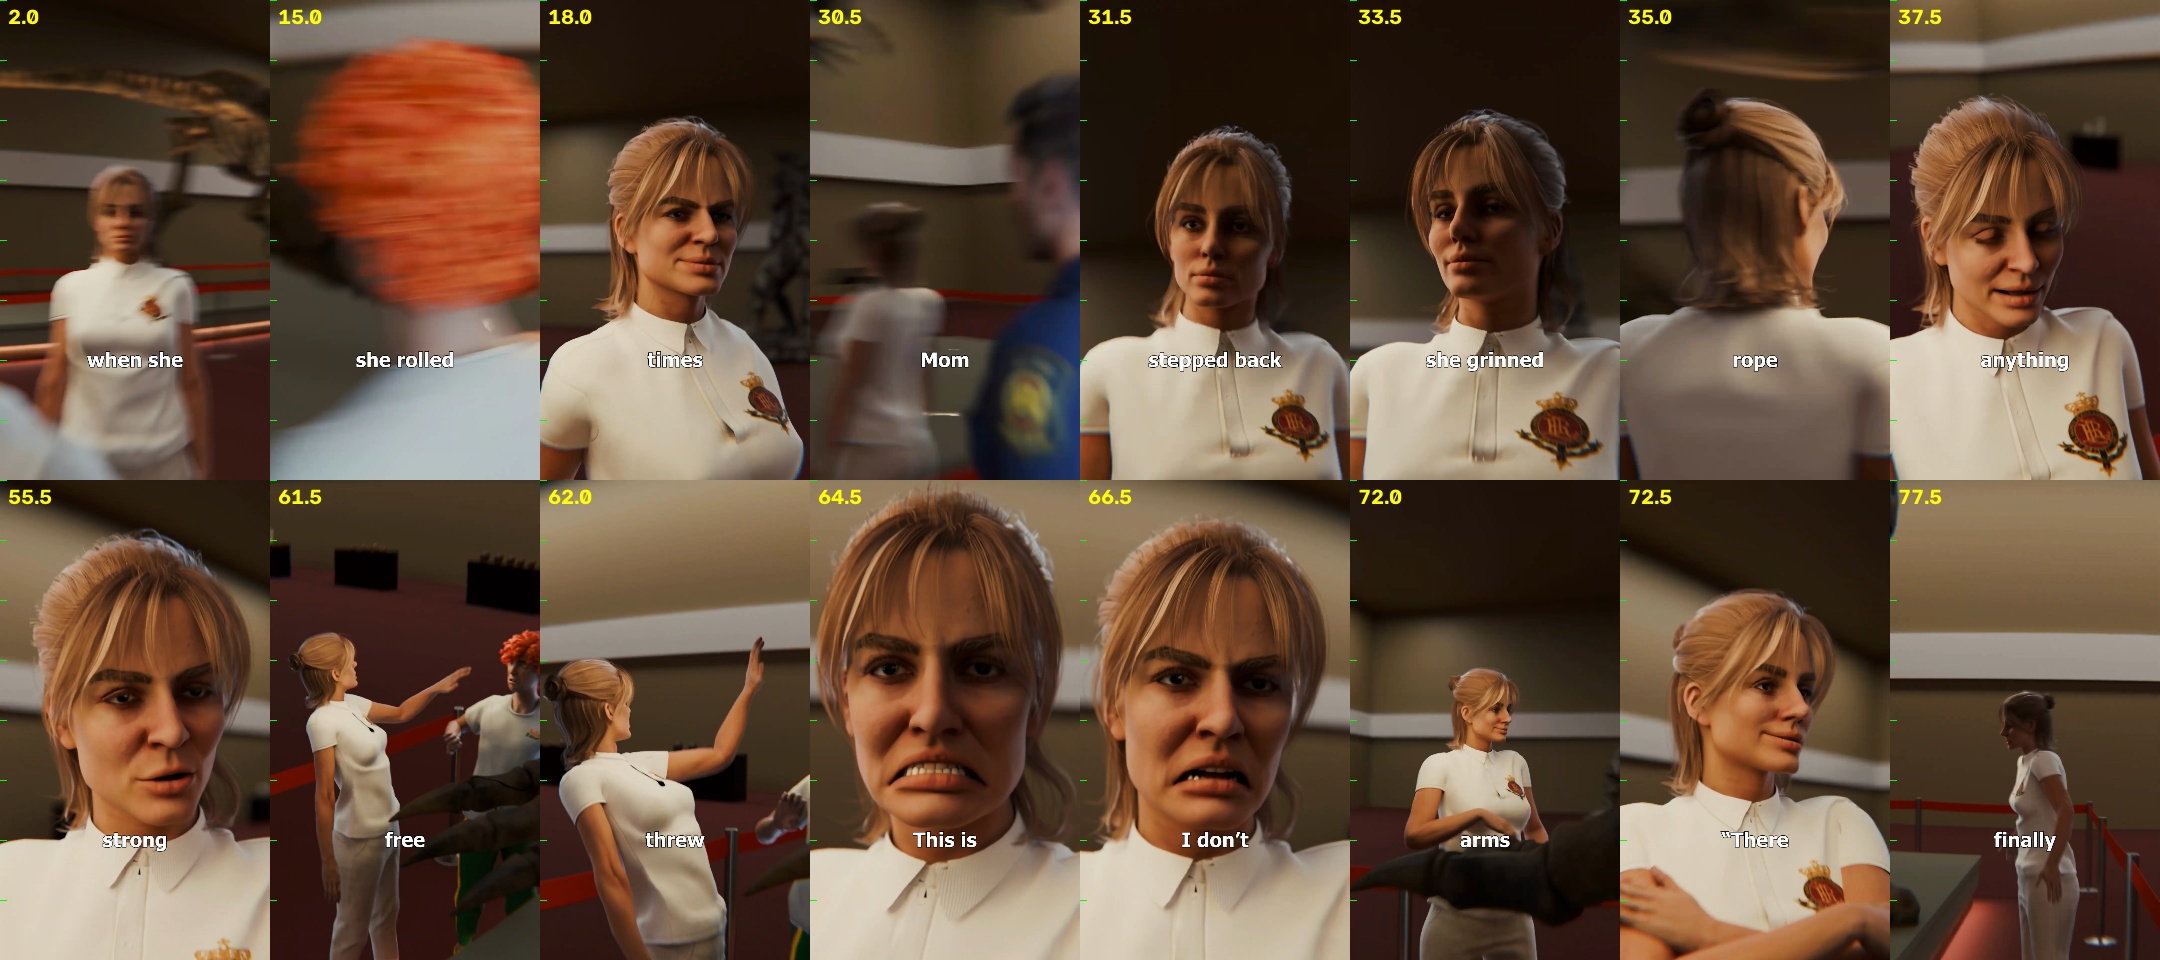 2.0
15.0
18.0
30.5
31.5
33.5
35.0
37.5
when she
she rolled
times
Mom
stepped back
she grinned
rope
anything
55.5
61.5
62.0
64.5
66.5
72.0
72.5
77.5
strong
free
threw
This is
I don’t
arms
“There
finally